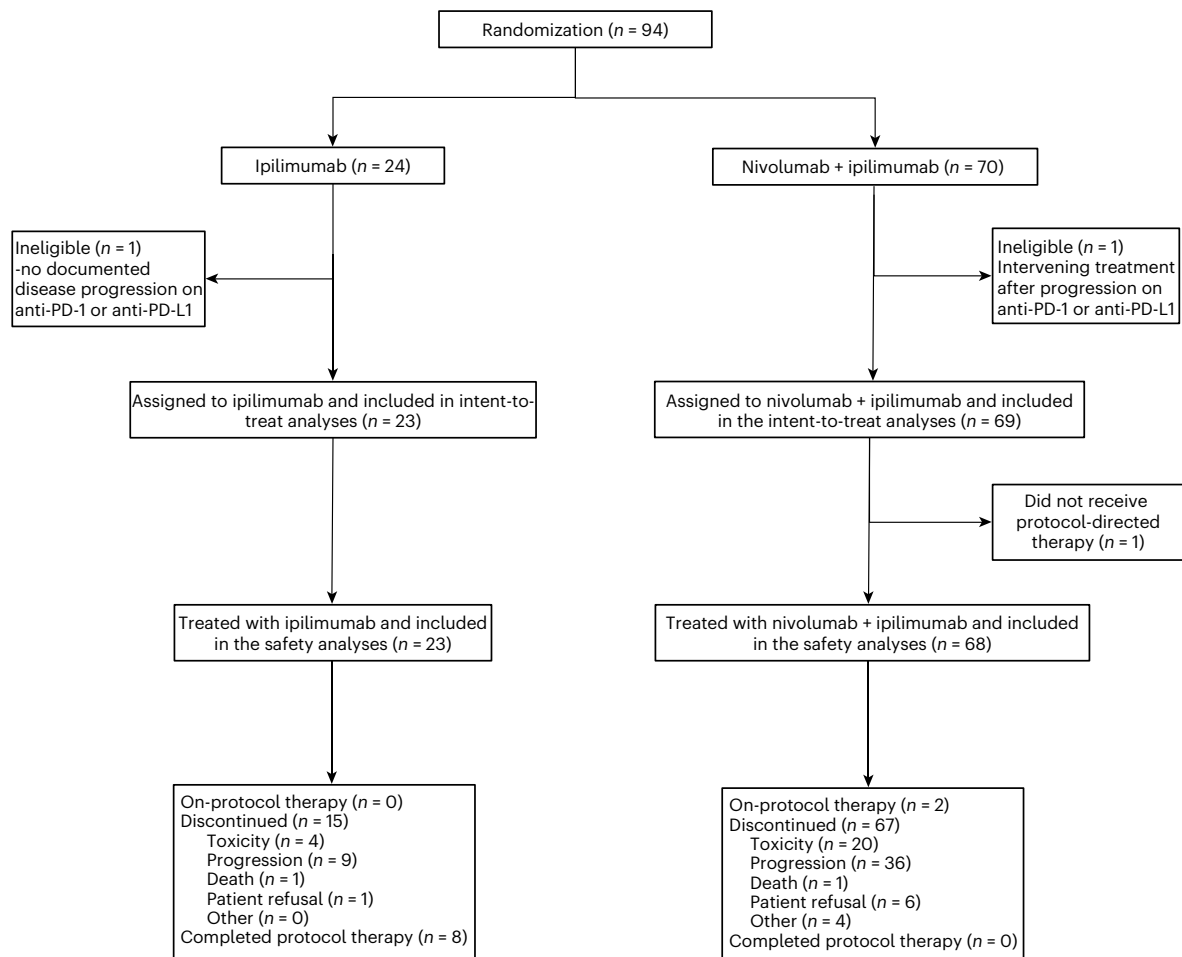 Randomization (n = 94)
Ipilimumab (n = 24)
Nivolumab + ipilimumab (n = 70)
Ineligible (n = 1)
-no documented
disease progression on
anti-PD-1 or anti-PD-L1
Ineligible (n = 1)
Intervening treatment
after progression on
anti-PD-1 or anti-PD-L1
Assigned to ipilimumab and included in intent-to-
treat analyses (n = 23)
Assigned to nivolumab + ipilimumab and included
in the intent-to-treat analyses (n = 69)
Did not receive
protocol-directed
therapy (n = 1)
Treated with ipilimumab and included
in the safety analyses (n = 23)
Treated with nivolumab + ipilimumab and included
in the safety analyses (n = 68)
On-protocol therapy (n = 0)
Discontinued (n = 15)
Toxicity (n = 4)
Progression (n = 9)
Death (n = 1)
Patient refusal (n = 1)
Other (n = 0)
Completed protocol therapy (n = 8)
On-protocol therapy (n = 2)
Discontinued (n = 67)
Toxicity (n = 20)
Progression (n = 36)
Death (n = 1)
Patient refusal (n = 6)
Other (n = 4)
Completed protocol therapy (n = 0)